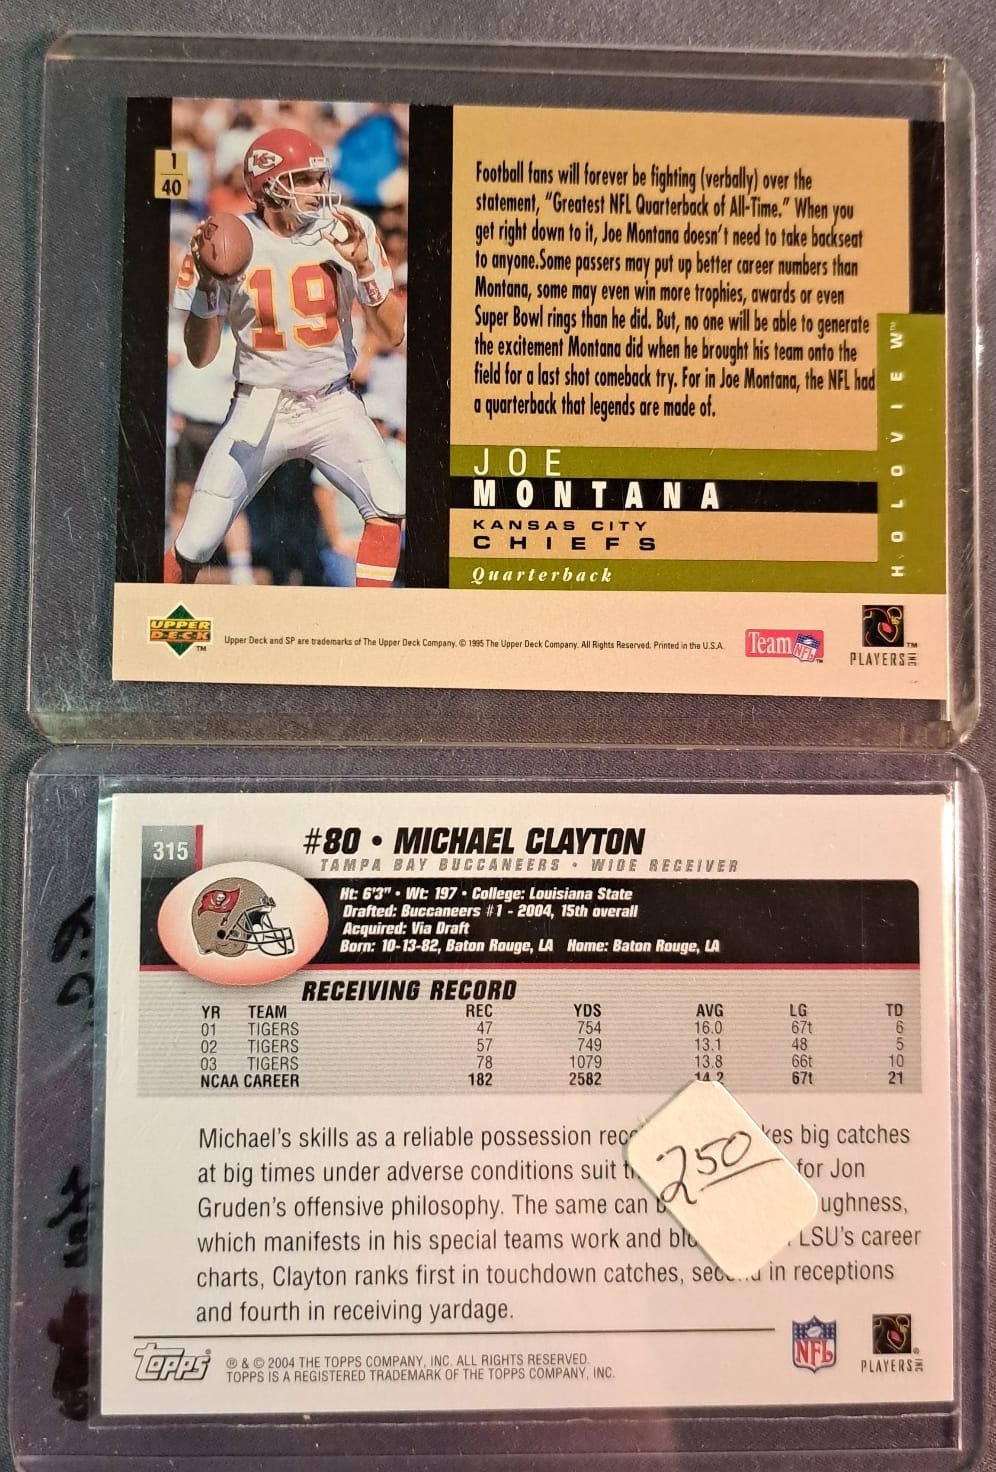 1
40
KC
19
9
Football fans will forever be fighting (verbally) over the
statement, "Greatest NFL Quarterback of All-Time." When you
get right down to it, Joe Montana doesn't need to take backseat
to anyone.Some passers may put up better career numbers than
Montana, some may even win more trophies, awards or even
Super Bowl rings than he did. But, no one will be able to generate
the excitement Montana did when he brought his team onto the
field for a last shot comeback try. For in Joe Montana, the NFL had
a quarterback that legends are made of.
HOLOVIEW™
JOE
MONTANA
KANSAS CITY
CHIEFS
Quarterback
UPPER
DECK™
Upper Deck and SP are trademarks of The Upper Deck Company. © 1995 The Upper Deck Company. All Rights Reserved. Printed in the U.S.A.
Team NFL™
PLAYERS INC™
315
#80 • MICHAEL CLAYTON
TAMPA BAY BUCCANEERS • WIDE RECEIVER
Ht: 6'3" • Wt: 197 • College: Louisiana State
Drafted: Buccaneers #1 - 2004, 15th overall
Acquired: Via Draft
Born: 10-13-82, Baton Rouge, LA Home: Baton Rouge, LA
RECEIVING RECORD
YR TEAM REC YDS AVG LG TD
01 TIGERS 47 754 16.0 67t 6
02 TIGERS 57 749 13.1 48 5
03 TIGERS 78 1079 13.8 66t 10
NCAA CAREER 182 2582 14.2 67t 21
Michael's skills as a reliable possession rec kes big catches
at big times under adverse conditions suit for Jon
Gruden's offensive philosophy. The same can ughness,
which manifests in his special teams work and LSU's career
charts, Clayton ranks first in touchdown catches, second in receptions
and fourth in receiving yardage.
2 50
Topps®
® & © 2004 THE TOPPS COMPANY, INC. ALL RIGHTS RESERVED.
TOPPS IS A REGISTERED TRADEMARK OF THE TOPPS COMPANY, INC.
NFL
PLAYERS INC®